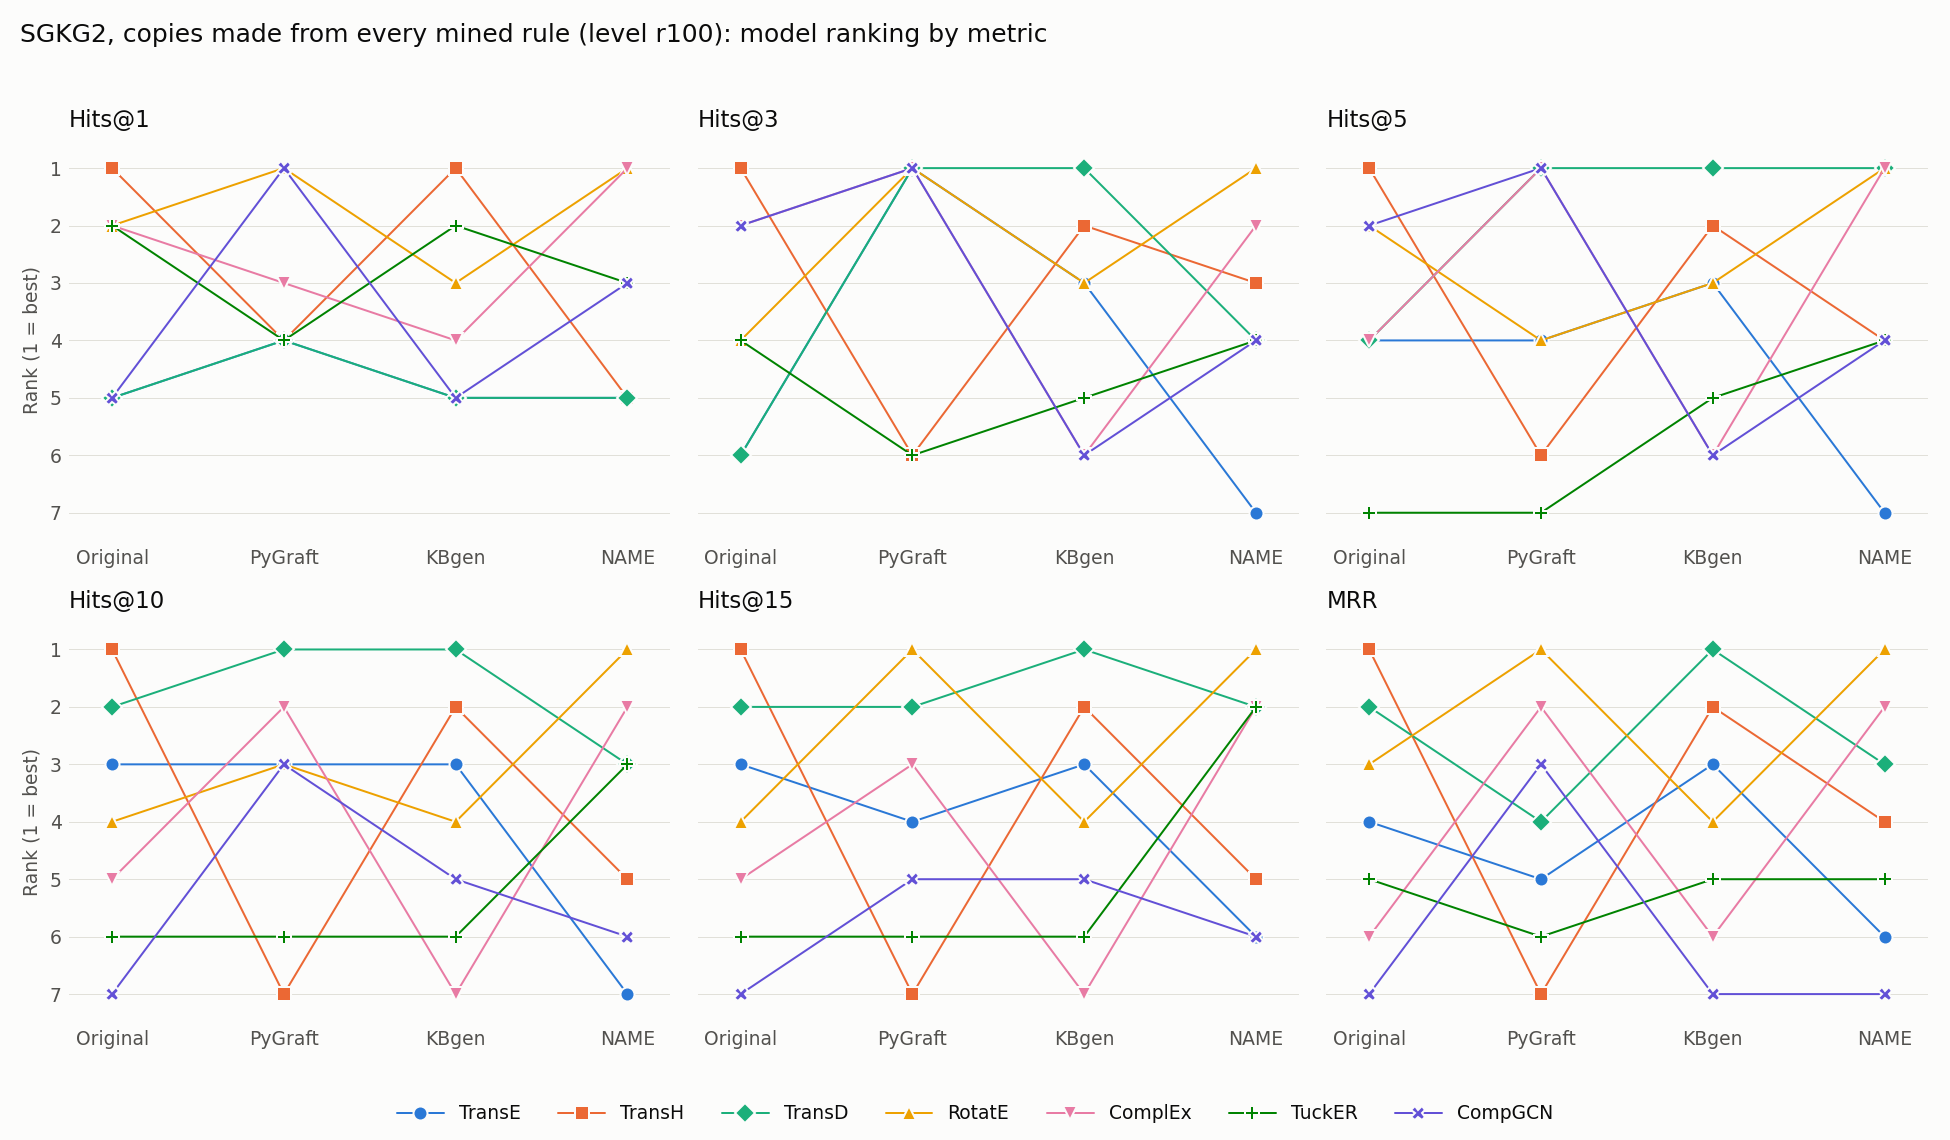 SGKG2, copies made from every mined rule (level r100): model ranking by metric
Hits@1
Hits@3
Hits@5
Rank (1 = best)
1
2
3
4
5
6
7
Original PyGraft KBgen NAME
Original PyGraft KBgen NAME
Original PyGraft KBgen NAME
Hits@10
Hits@15
MRR
Rank (1 = best)
1
2
3
4
5
6
7
Original PyGraft KBgen NAME
Original PyGraft KBgen NAME
Original PyGraft KBgen NAME
TransE TransH TransD RotatE ComplEx TuckER CompGCN